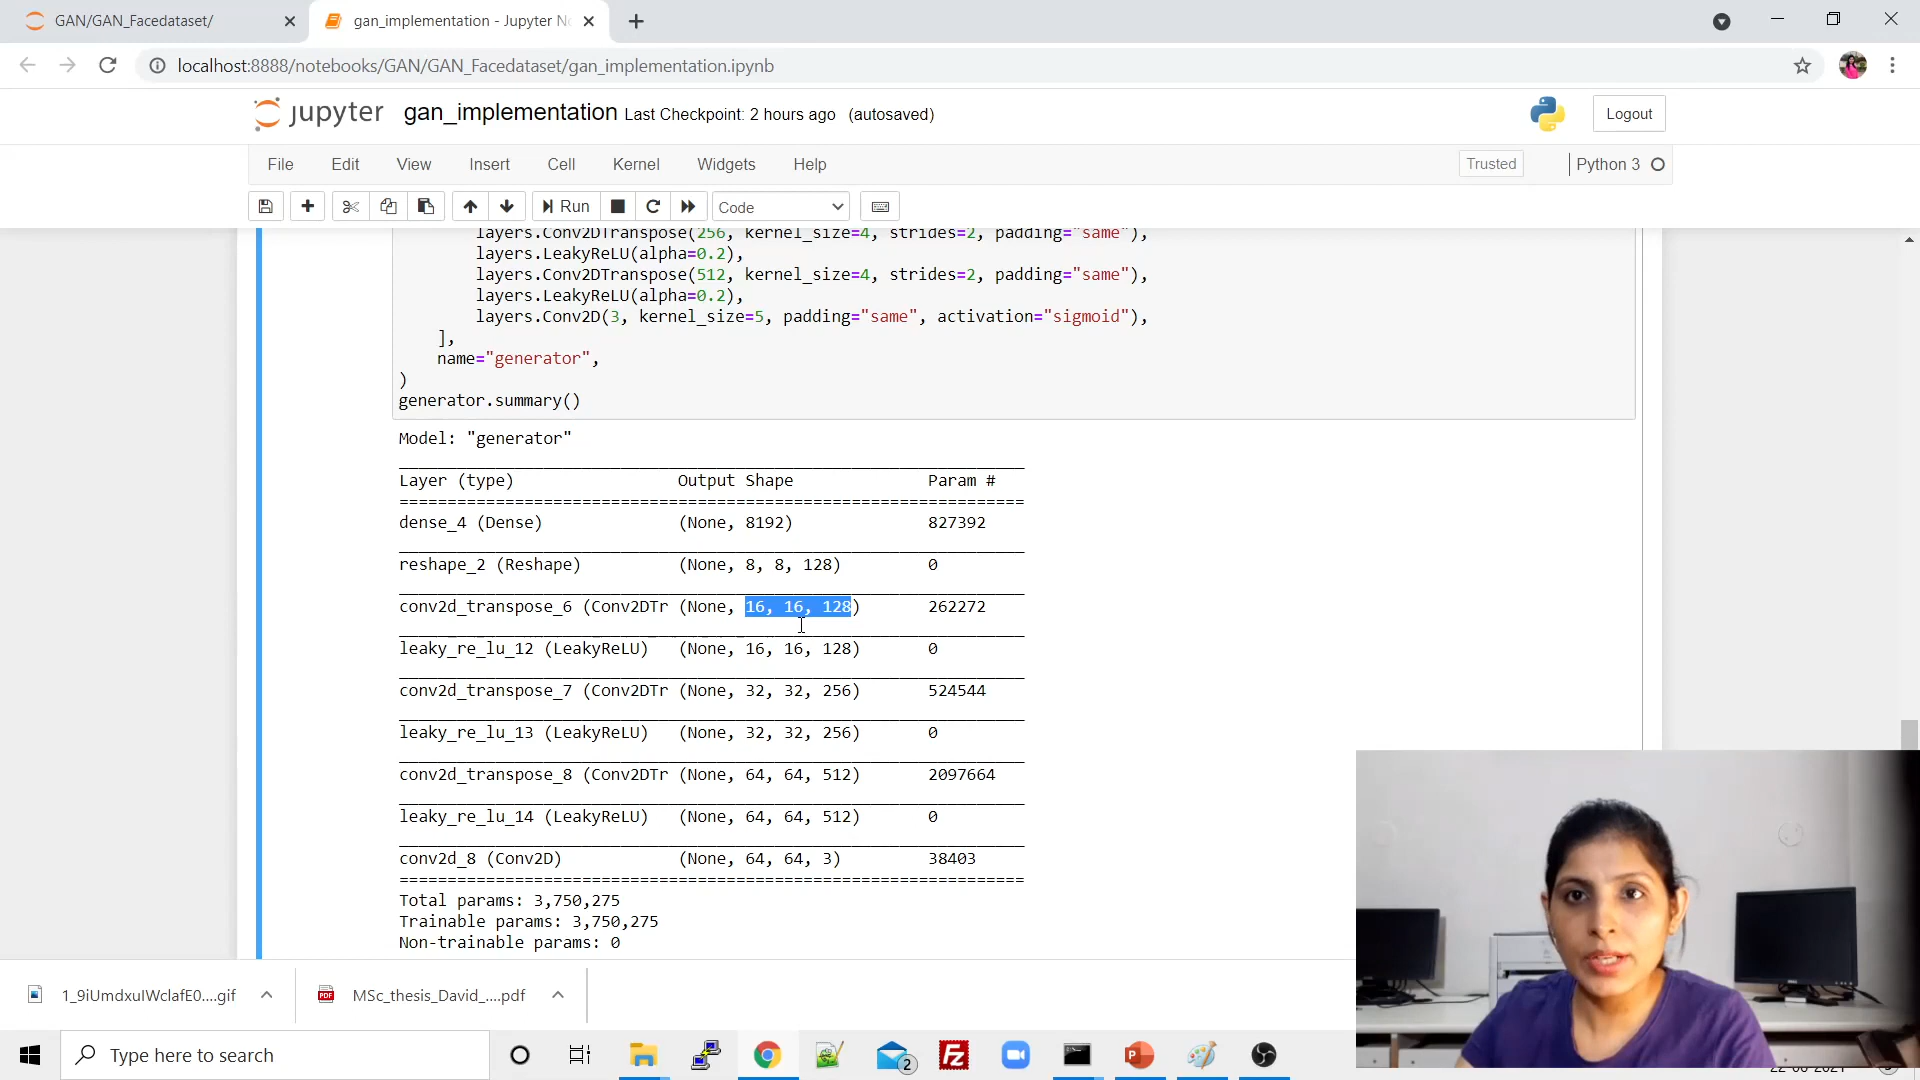 GAN/GAN_Facedataset/
gan_implementation - Jupyter No
localhost:8888/notebooks/GAN/GAN_Facedataset/gan_implementation.ipynb
jupyter gan_implementation Last Checkpoint: 2 hours ago (autosaved)
Logout
File Edit View Insert Cell Kernel Widgets Help
Trusted
Python 3
Run
Code
layers.Conv2DTranspose(256, kernel_size=4, strides=2, padding="same"),
layers.LeakyReLU(alpha=0.2),
layers.Conv2DTranspose(512, kernel_size=4, strides=2, padding="same"),
layers.LeakyReLU(alpha=0.2),
layers.Conv2D(3, kernel_size=5, padding="same", activation="sigmoid"),
],
name="generator",
)
generator.summary()
Model: "generator"
Layer (type) Output Shape Param #
dense_4 (Dense) (None, 8192) 827392
reshape_2 (Reshape) (None, 8, 8, 128) 0
conv2d_transpose_6 (Conv2DTr (None, 16, 16, 128) 262272
leaky_re_lu_12 (LeakyReLU) (None, 16, 16, 128) 0
conv2d_transpose_7 (Conv2DTr (None, 32, 32, 256) 524544
leaky_re_lu_13 (LeakyReLU) (None, 32, 32, 256) 0
conv2d_transpose_8 (Conv2DTr (None, 64, 64, 512) 2097664
leaky_re_lu_14 (LeakyReLU) (None, 64, 64, 512) 0
conv2d_8 (Conv2D) (None, 64, 64, 3) 38403
Total params: 3,750,275
Trainable params: 3,750,275
Non-trainable params: 0
MSc_thesis_David_....pdf
Type here to search
2